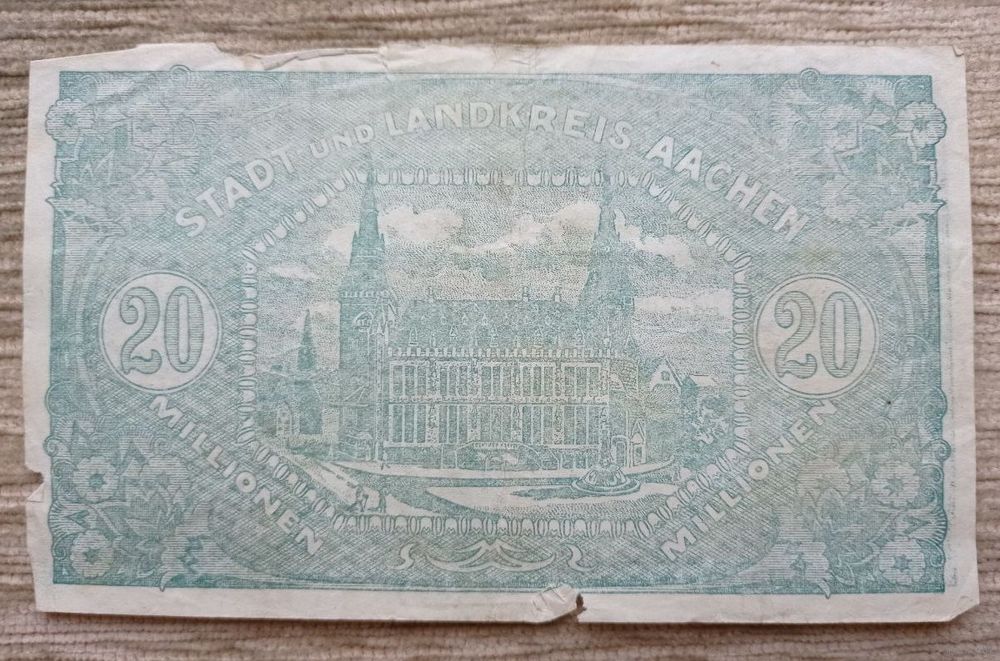 STADT UND LANDKREIS AACHEN
20 20
MILLIONEN MILLIONEN